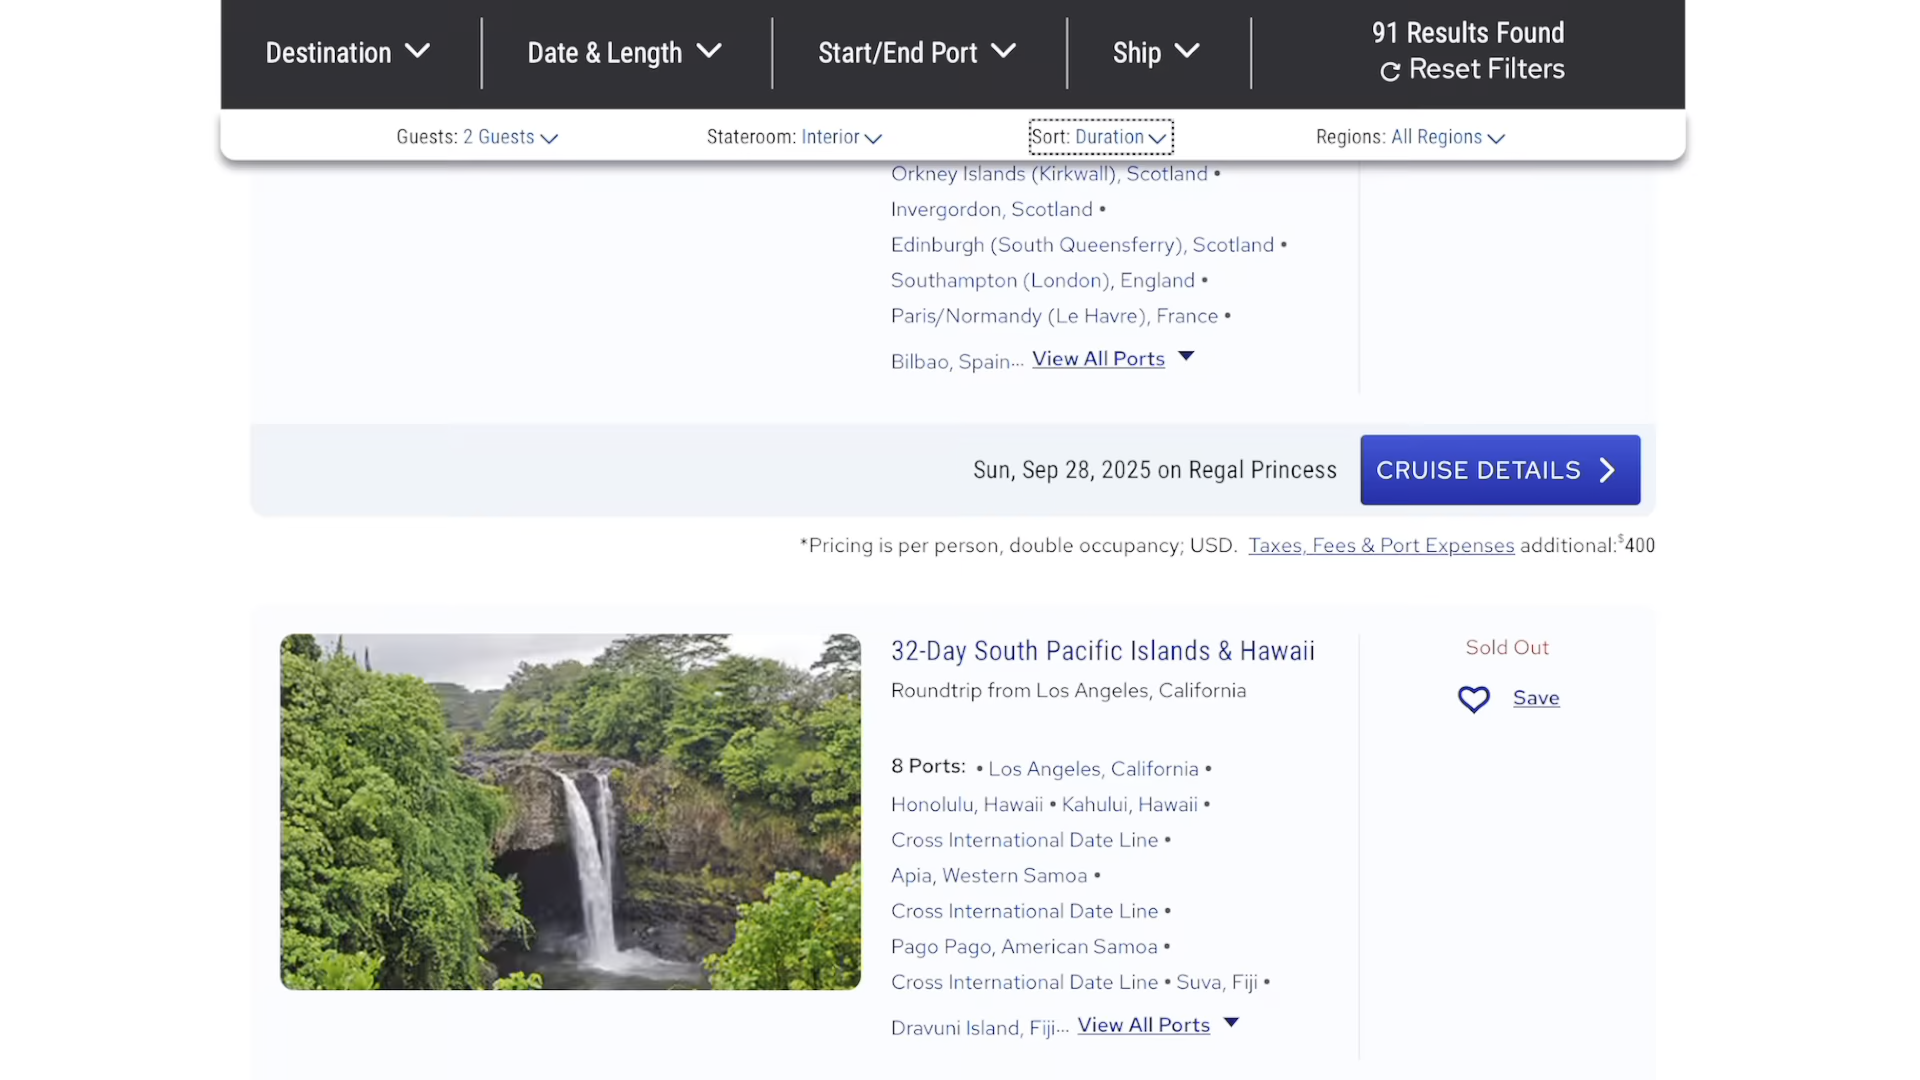 Destination
Date & Length
Start/End Port
Ship
91 Results Found
Reset Filters
Guests: 2 Guests
Stateroom: Interior
Sort: Duration
Regions: All Regions
Orkney Islands (Kirkwall), Scotland •
Invergordon, Scotland •
Edinburgh (South Queensferry), Scotland •
Southampton (London), England •
Paris/Normandy (Le Havre), France •
Bilbao, Spain... View All Ports
Sun, Sep 28, 2025 on Regal Princess
CRUISE DETAILS
*Pricing is per person, double occupancy; USD. Taxes, Fees & Port Expenses additional:$400
32-Day South Pacific Islands & Hawaii
Roundtrip from Los Angeles, California
Sold Out
Save
8 Ports: • Los Angeles, California •
Honolulu, Hawaii • Kahului, Hawaii •
Cross International Date Line •
Apia, Western Samoa •
Cross International Date Line •
Pago Pago, American Samoa •
Cross International Date Line • Suva, Fiji •
Dravuni Island, Fiji... View All Ports